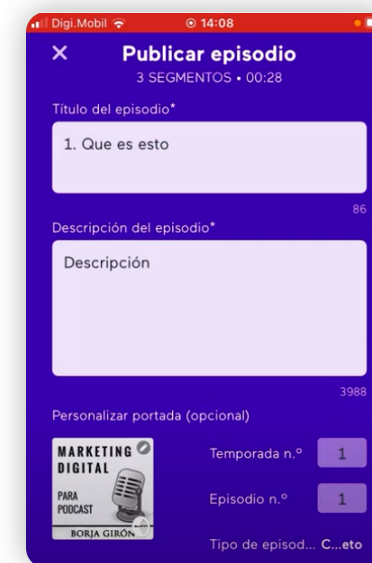 Digi.Mobil 14:08
Publicar episodio
3 SEGMENTOS • 00:28
Título del episodio*
1. Que es esto
86
Descripción del episodio*
Descripción
3988
Personalizar portada (opcional)
MARKETING
DIGITAL
PARA
PODCAST
BORJA GIRÓN
Temporada n.º 1
Episodio n.º 1
Tipo de episod... C...eto